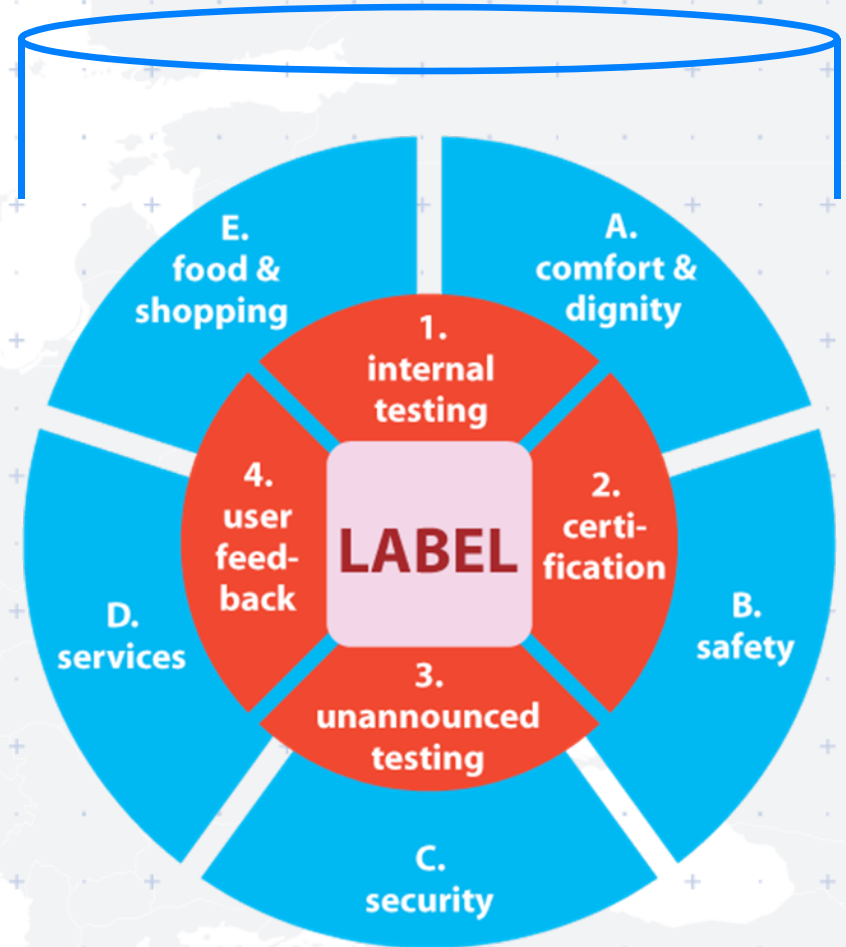 E.
food &
shopping
A.
comfort &
dignity
1.
internal
testing
4.
user
feed-
back
2.
certi-
fication
LABEL
D.
services
B.
safety
3.
unannounced
testing
C.
security